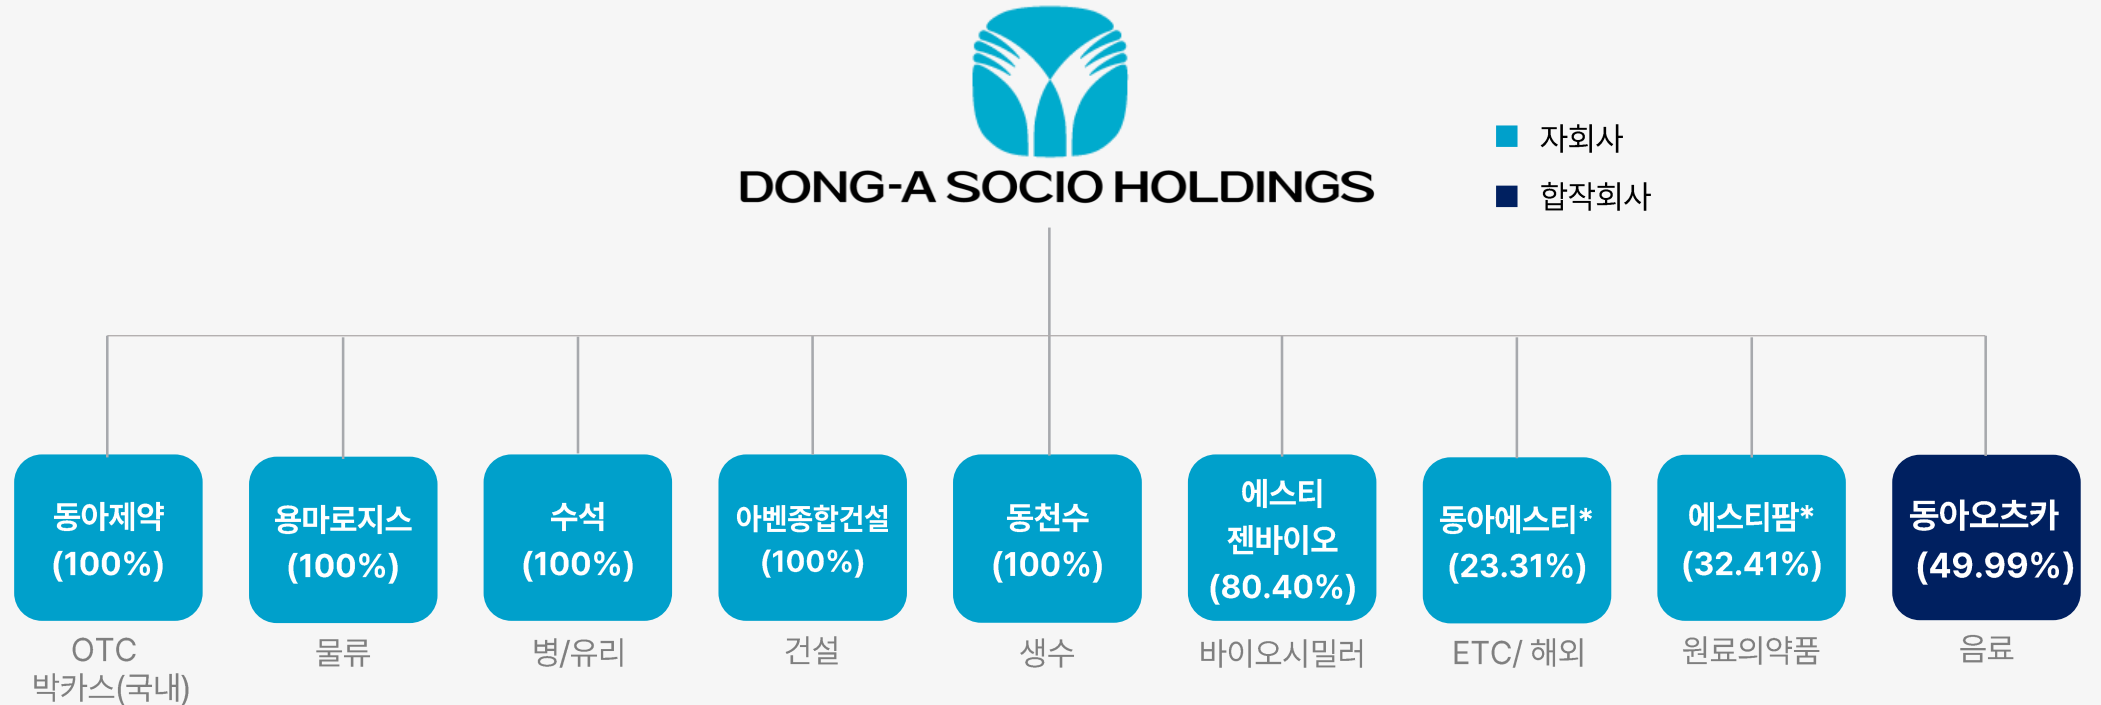 DONG-A SOCIO HOLDINGS
자회사
합작회사
동아제약
(100%)
OTC
박카스(국내)
용마로지스
(100%)
물류
수석
(100%)
병/유리
아벤종합건설
(100%)
건설
동천수
(100%)
생수
에스티
젠바이오
(80.40%)
바이오시밀러
동아에스티*
(23.31%)
ETC/ 해외
에스티팜*
(32.41%)
원료의약품
동아오츠카
(49.99%)
음료